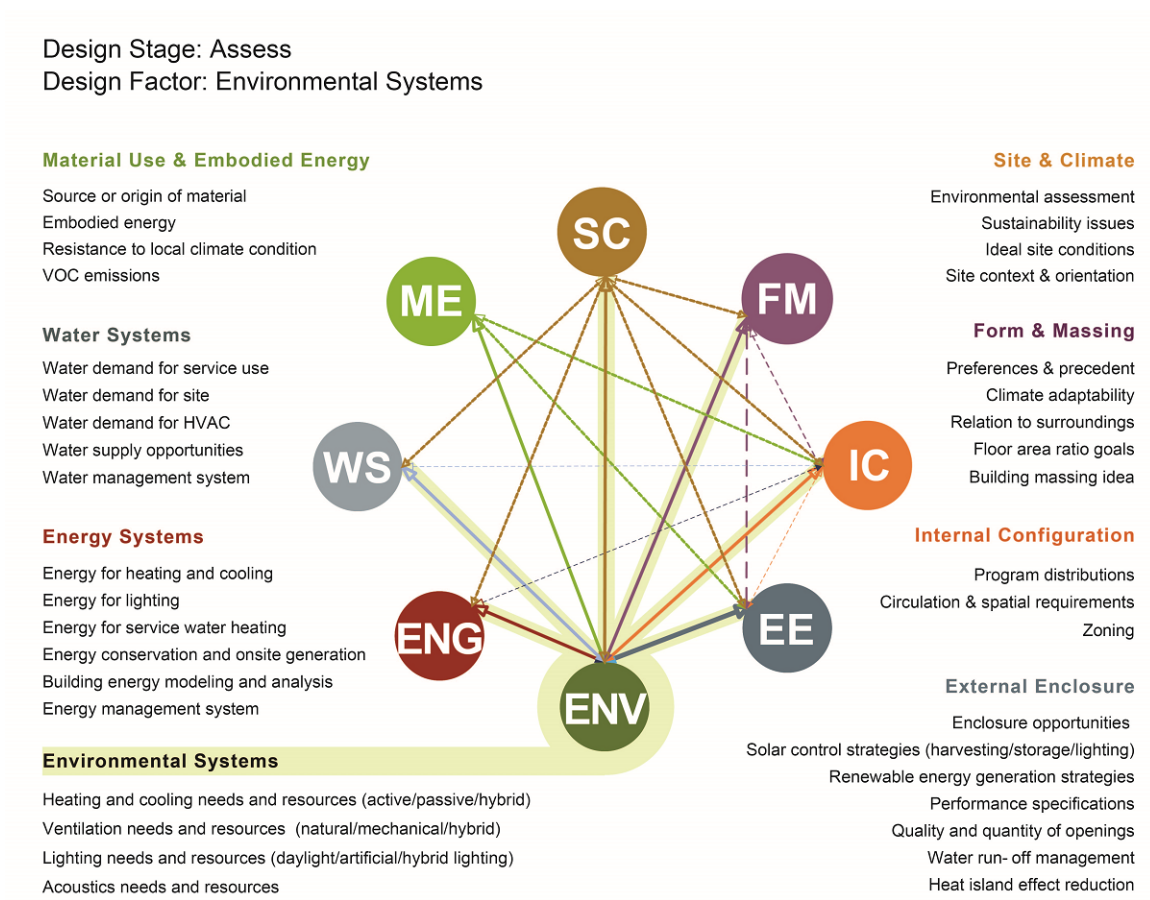 Design Stage: Assess
Design Factor: Environmental Systems
Material Use & Embodied Energy
Source or origin of material
Embodied energy
Resistance to local climate condition
VOC emissions
Water Systems
Water demand for service use
Water demand for site
Water demand for HVAC
Water supply opportunities
Water management system
Energy Systems
Energy for heating and cooling
Energy for lighting
Energy for service water heating
Energy conservation and onsite generation
Building energy modeling and analysis
Energy management system
Environmental Systems
Heating and cooling needs and resources (active/passive/hybrid)
Ventilation needs and resources (natural/mechanical/hybrid)
Lighting needs and resources (daylight/artificial/hybrid lighting)
Acoustics needs and resources
SC
ME
FM
WS
IC
ENG
EE
ENV
Site & Climate
Environmental assessment
Sustainability issues
Ideal site conditions
Site context & orientation
Form & Massing
Preferences & precedent
Climate adaptability
Relation to surroundings
Floor area ratio goals
Building massing idea
Internal Configuration
Program distributions
Circulation & spatial requirements
Zoning
External Enclosure
Enclosure opportunities
Solar control strategies (harvesting/storage/lighting)
Renewable energy generation strategies
Performance specifications
Quality and quantity of openings
Water run- off management
Heat island effect reduction